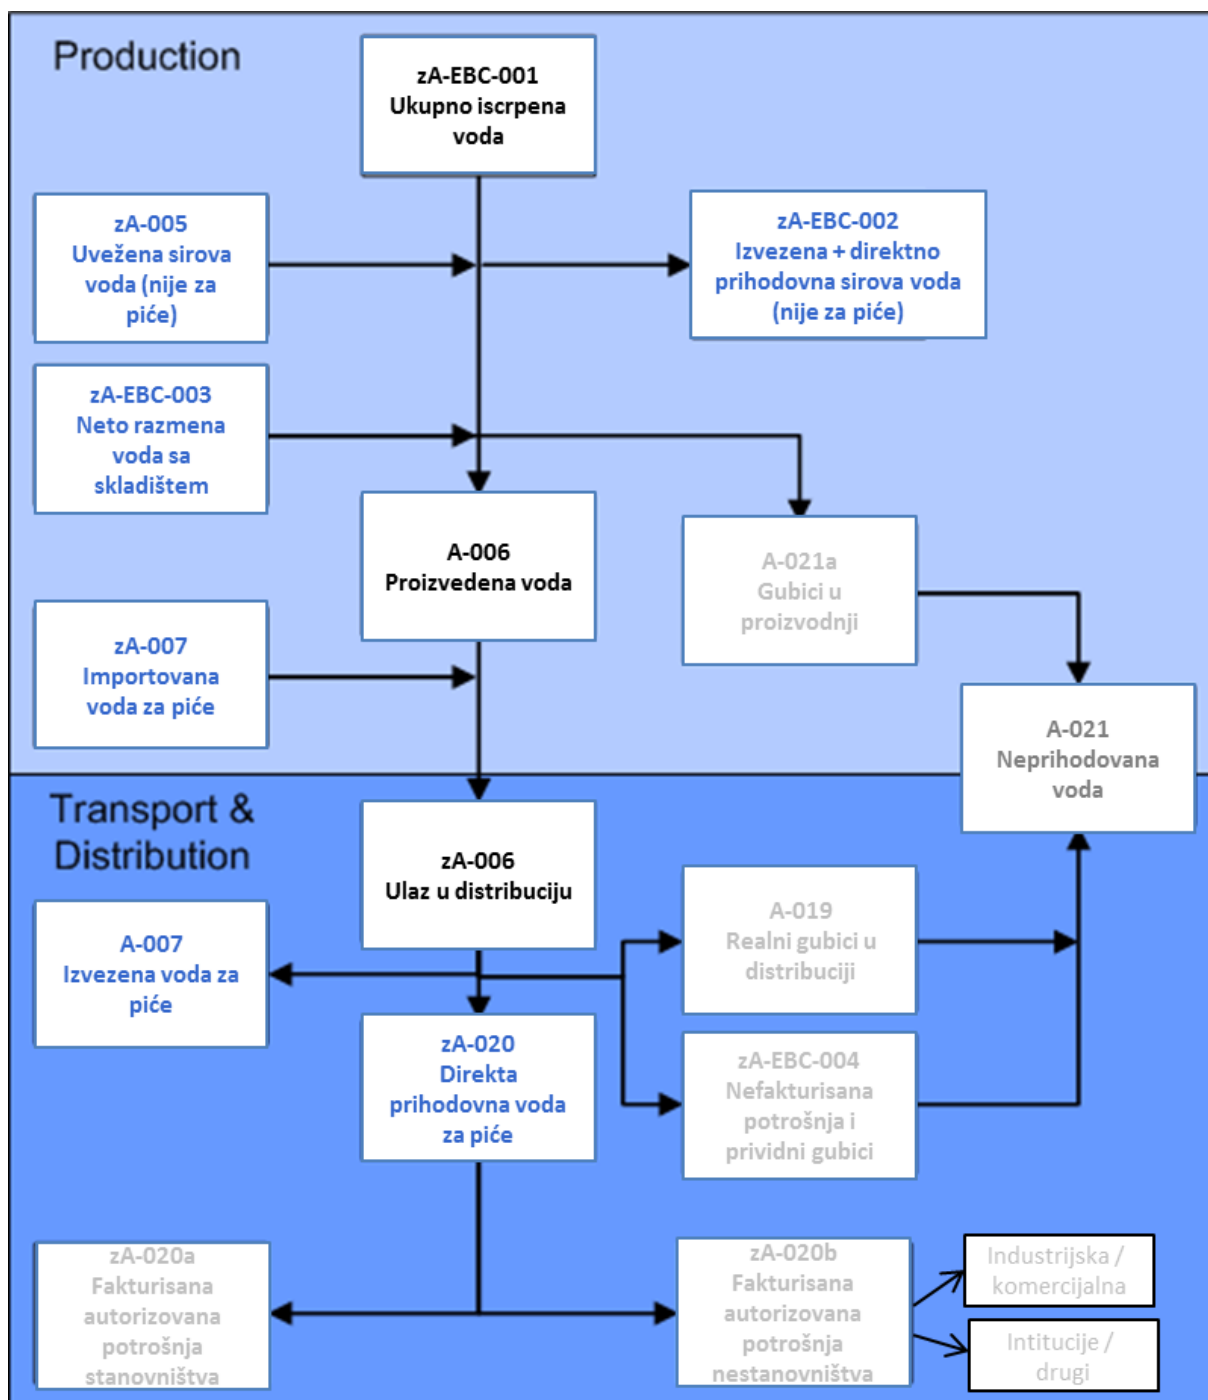 Production
zA-EBC-001
Ukupno iscrpena
voda
zA-005
Uvežena sirova
voda (nije za
piće)
zA-EBC-002
Izvezena + direktno
prihodovna sirova voda
(nije za piće)
zA-EBC-003
Neto razmena
voda sa
skladištem
A-006
Proizvedena voda
A-021a
Gubici u
proizvodnji
zA-007
Importovana
voda za piće
A-021
Neprihodovana
voda
Transport &
Distribution
zA-006
Ulaz u distribuciju
A-007
Izvezena voda za
piće
A-019
Realni gubici u
distribuciji
zA-020
Direkta
prihodovna voda
za piće
zA-EBC-004
Nefakturisana
potrošnja i
prividni gubici
zA-020a
Fakturisana
autorizovana
potrošnja
stanovništva
zA-020b
Fakturisana
autorizovana
potrošnja
nestanovništva
Industrijska /
komercijalna
Intitucije /
drugi